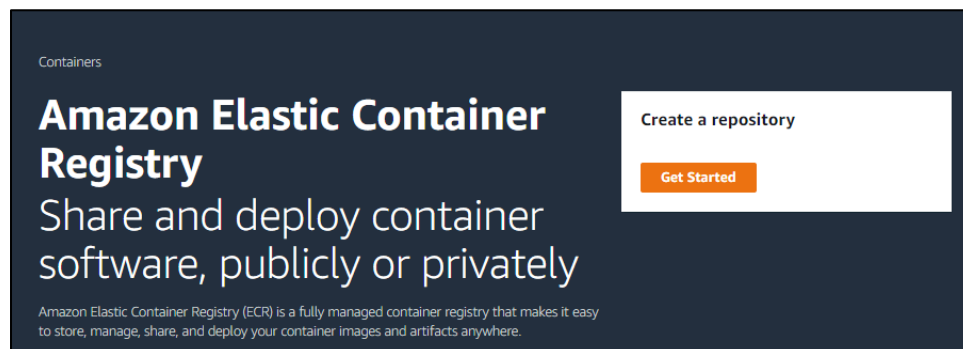 Containers
Amazon Elastic Container
Registry
Share and deploy container
software, publicly or privately
Amazon Elastic Container Registry (ECR) is a fully managed container registry that makes it easy
to store, manage, share, and deploy your container images and artifacts anywhere.
Create a repository
Get Started